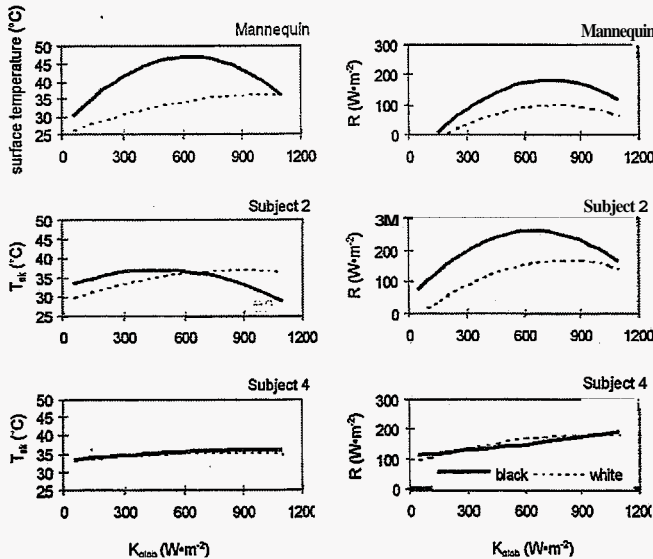 Mannequin
surface temperature (°C)
50
45
40
35
30
25
0 300 600 900 1200
Mannequin
R (W•m-2)
300
200
100
0
0 300 600 900 1200
Subject 2
Tsk (°C)
50
45
40
35
30
25
0 300 600 900 1200
Subject 2
R (W•m-2)
3M
200
100
0
0 300 600 900 1200
Subject 4
Tsk (°C)
50
45
40
35
30
25
0 300 600 900 1200
Kglob (W•m-2)
Subject 4
R (W•m-2)
300
200
100
0
black white
0 300 600 900 1200
Kglob (W•m-2)